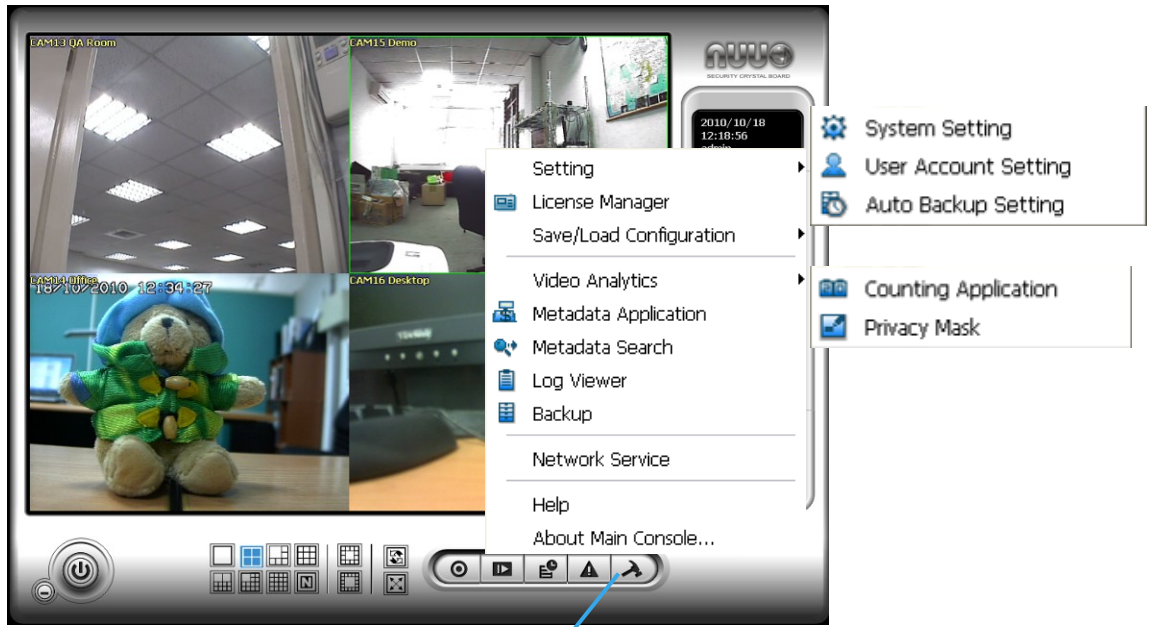 CAM13 QA Room
CAM15 Demo
NUUO
SECURITY CRYSTAL BOARD
2010/10/18
12:18:56
admin
Setting
License Manager
Save/Load Configuration
Video Analytics
Metadata Application
Metadata Search
Log Viewer
Backup
Network Service
Help
About Main Console...
System Setting
User Account Setting
Auto Backup Setting
Counting Application
Privacy Mask
CAM14 Office
18/10/2010 12:34:27
CAM16 Desktop
ViewSonic
N